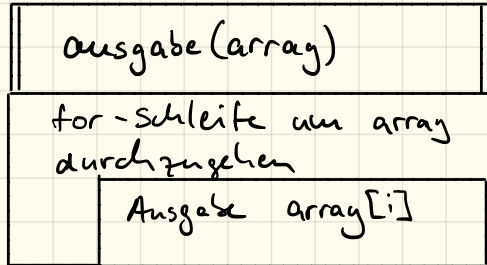 ausgabe(array)
for-Schleife um array
durchzugehen
Ausgabe array[i]